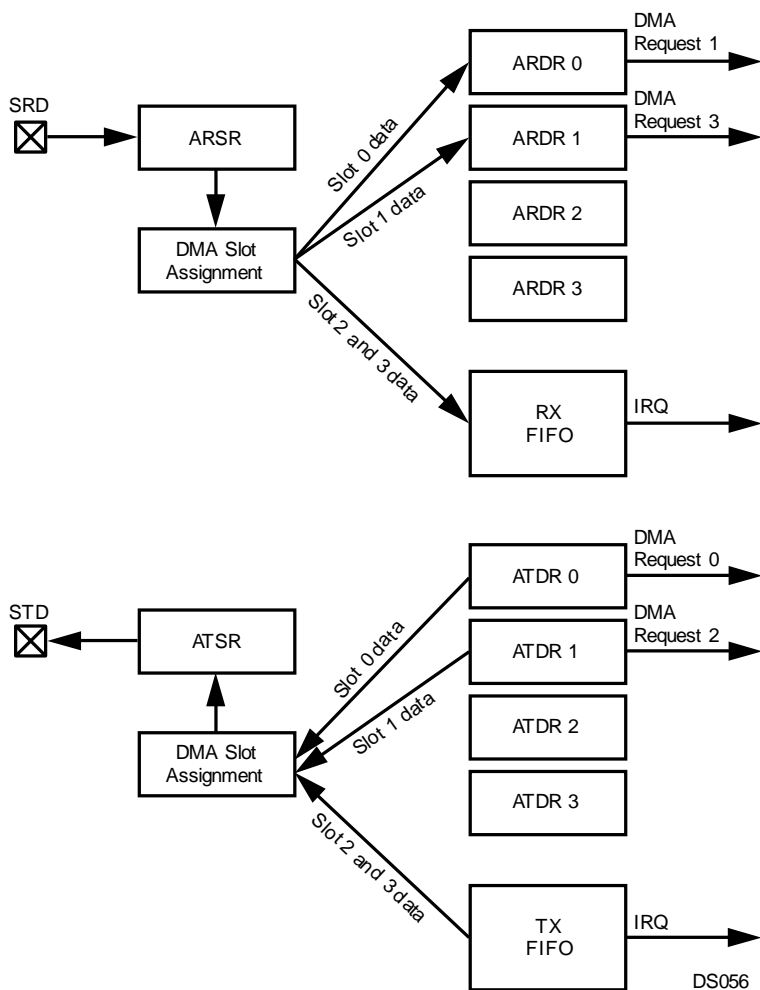 DMA
Request 1
ARDR 0
SRD
DMA
Request 3
ARSR
ARDR 1
Slot 0 data
Slot 1 data
ARDR 2
DMA Slot
Assignment
ARDR 3
Slot 2 and 3 data
RX
FIFO
IRQ
DMA
Request 0
ATDR 0
STD
DMA
Request 2
ATSR
ATDR 1
Slot 0 data
Slot 1 data
ATDR 2
DMA Slot
Assignment
ATDR 3
Slot 2 and 3 data
TX
FIFO
IRQ
DS056